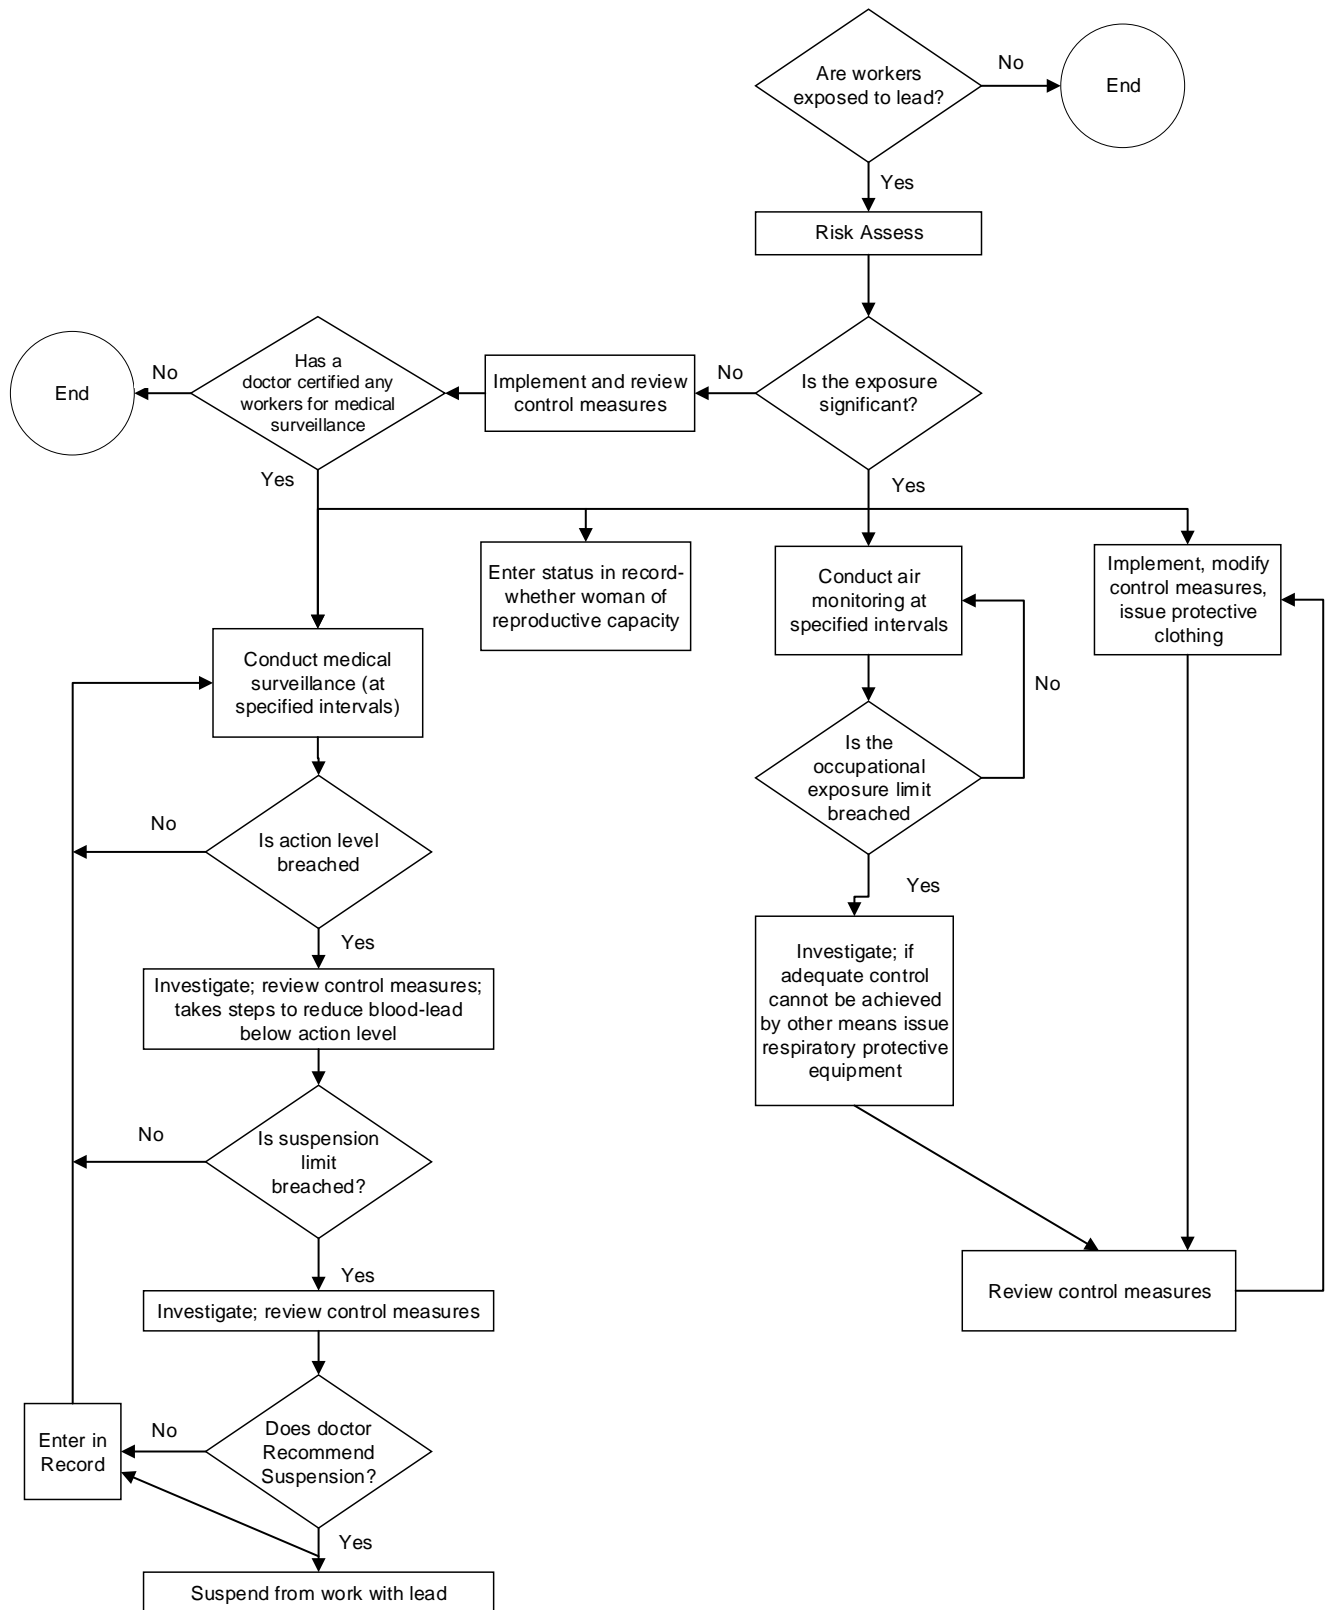 Are workers
exposed to lead?
No
End
Yes
Risk Assess
Is the exposure
significant?
No
Implement and review
control measures
Has a
doctor certified any
workers for medical
surveillance
No
End
Yes
Yes
Enter status in record-
whether woman of
reproductive capacity
Conduct air
monitoring at
specified intervals
Implement, modify
control measures,
issue protective
clothing
Conduct medical
surveillance (at
specified intervals)
No
Is the
occupational
exposure limit
breached
Is action level
breached
No
Yes
Yes
Investigate; if
adequate control
cannot be achieved
by other means issue
respiratory protective
equipment
Investigate; review control measures;
takes steps to reduce blood-lead
below action level
Is suspension
limit
breached?
No
Yes
Review control measures
Investigate; review control measures
Does doctor
Recommend
Suspension?
No
Enter in
Record
Yes
Suspend from work with lead